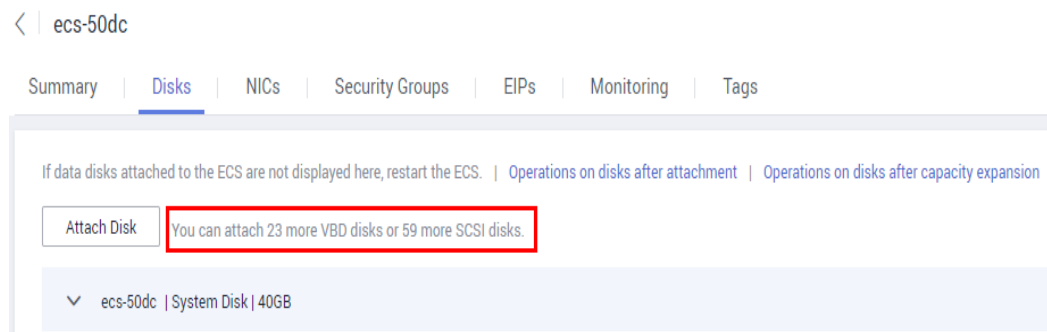 ecs-50dc
Summary | Disks | NICs | Security Groups | EIPs | Monitoring | Tags
If data disks attached to the ECS are not displayed here, restart the ECS. | Operations on disks after attachment | Operations on disks after capacity expansion
Attach Disk You can attach 23 more VBD disks or 59 more SCSI disks.
ecs-50dc | System Disk | 40GB